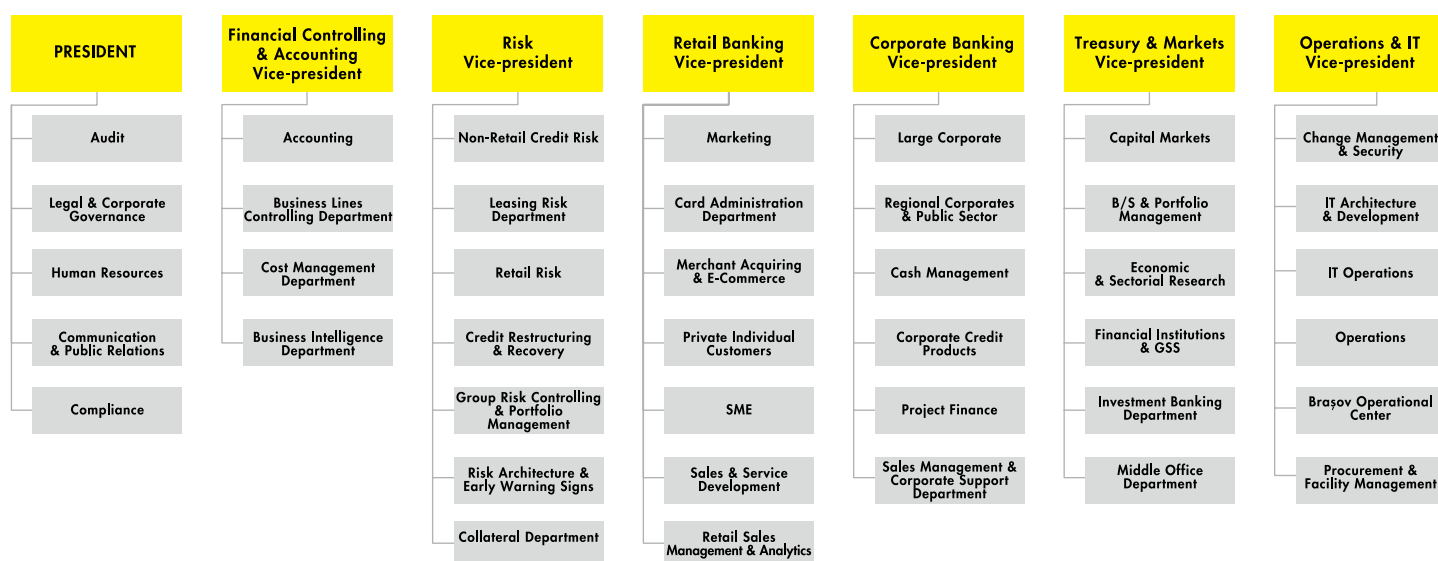 PRESIDENT
Audit
Legal & Corporate
Governance
Human Resources
Communication
& Public Relations
Compliance
Financial Controlling
& Accounting
Vice-president
Accounting
Business Lines
Controlling Department
Cost Management
Department
Business Intelligence
Department
Risk
Vice-president
Non-Retail Credit Risk
Leasing Risk
Department
Retail Risk
Credit Restructuring
& Recovery
Group Risk Controlling
& Portfolio
Management
Risk Architecture &
Early Warning Signs
Collateral Department
Retail Banking
Vice-president
Marketing
Card Administration
Department
Merchant Acquiring
& E-Commerce
Private Individual
Customers
SME
Sales & Service
Development
Retail Sales
Management & Analytics
Corporate Banking
Vice-president
Large Corporate
Regional Corporates
& Public Sector
Cash Management
Corporate Credit
Products
Project Finance
Sales Management &
Corporate Support
Department
Treasury & Markets
Vice-president
Capital Markets
B/S & Portfolio
Management
Economic
& Sectorial Research
Financial Institutions
& GSS
Investment Banking
Department
Middle Office
Department
Operations & IT
Vice-president
Change Management
& Security
IT Architecture
& Development
IT Operations
Operations
Brașov Operational
Center
Procurement &
Facility Management